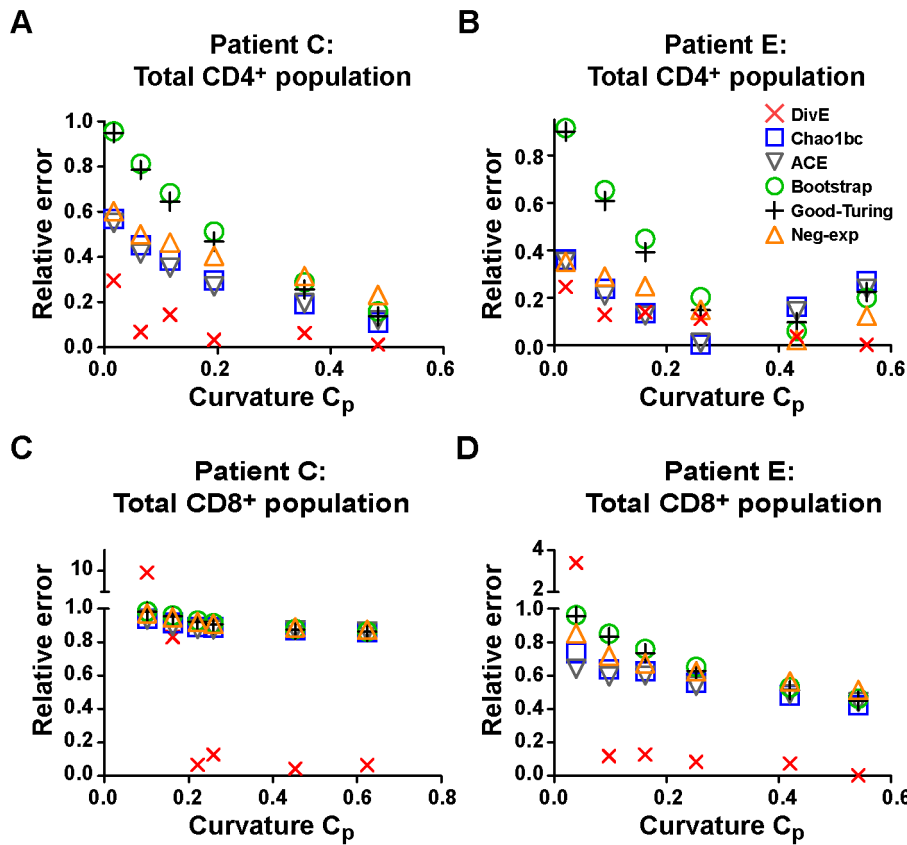 A
Patient C:
Total CD4+ population
Relative error
1.0
0.8
0.6
0.4
0.2
0.0
0.0 0.2 0.4 0.6
Curvature Cp
B
Patient E:
Total CD4+ population
Relative error
1.0
0.8
0.6
0.4
0.2
0.0
0.0 0.2 0.4 0.6
Curvature Cp
DivE
Chao1bc
ACE
Bootstrap
Good-Turing
Neg-exp
C
Patient C:
Total CD8+ population
Relative error
10
1.0
0.8
0.6
0.4
0.2
0.0
0.0 0.2 0.4 0.6 0.8
Curvature Cp
D
Patient E:
Total CD8+ population
Relative error
4
2
1.0
0.8
0.6
0.4
0.2
0.0
0.0 0.2 0.4 0.6
Curvature Cp